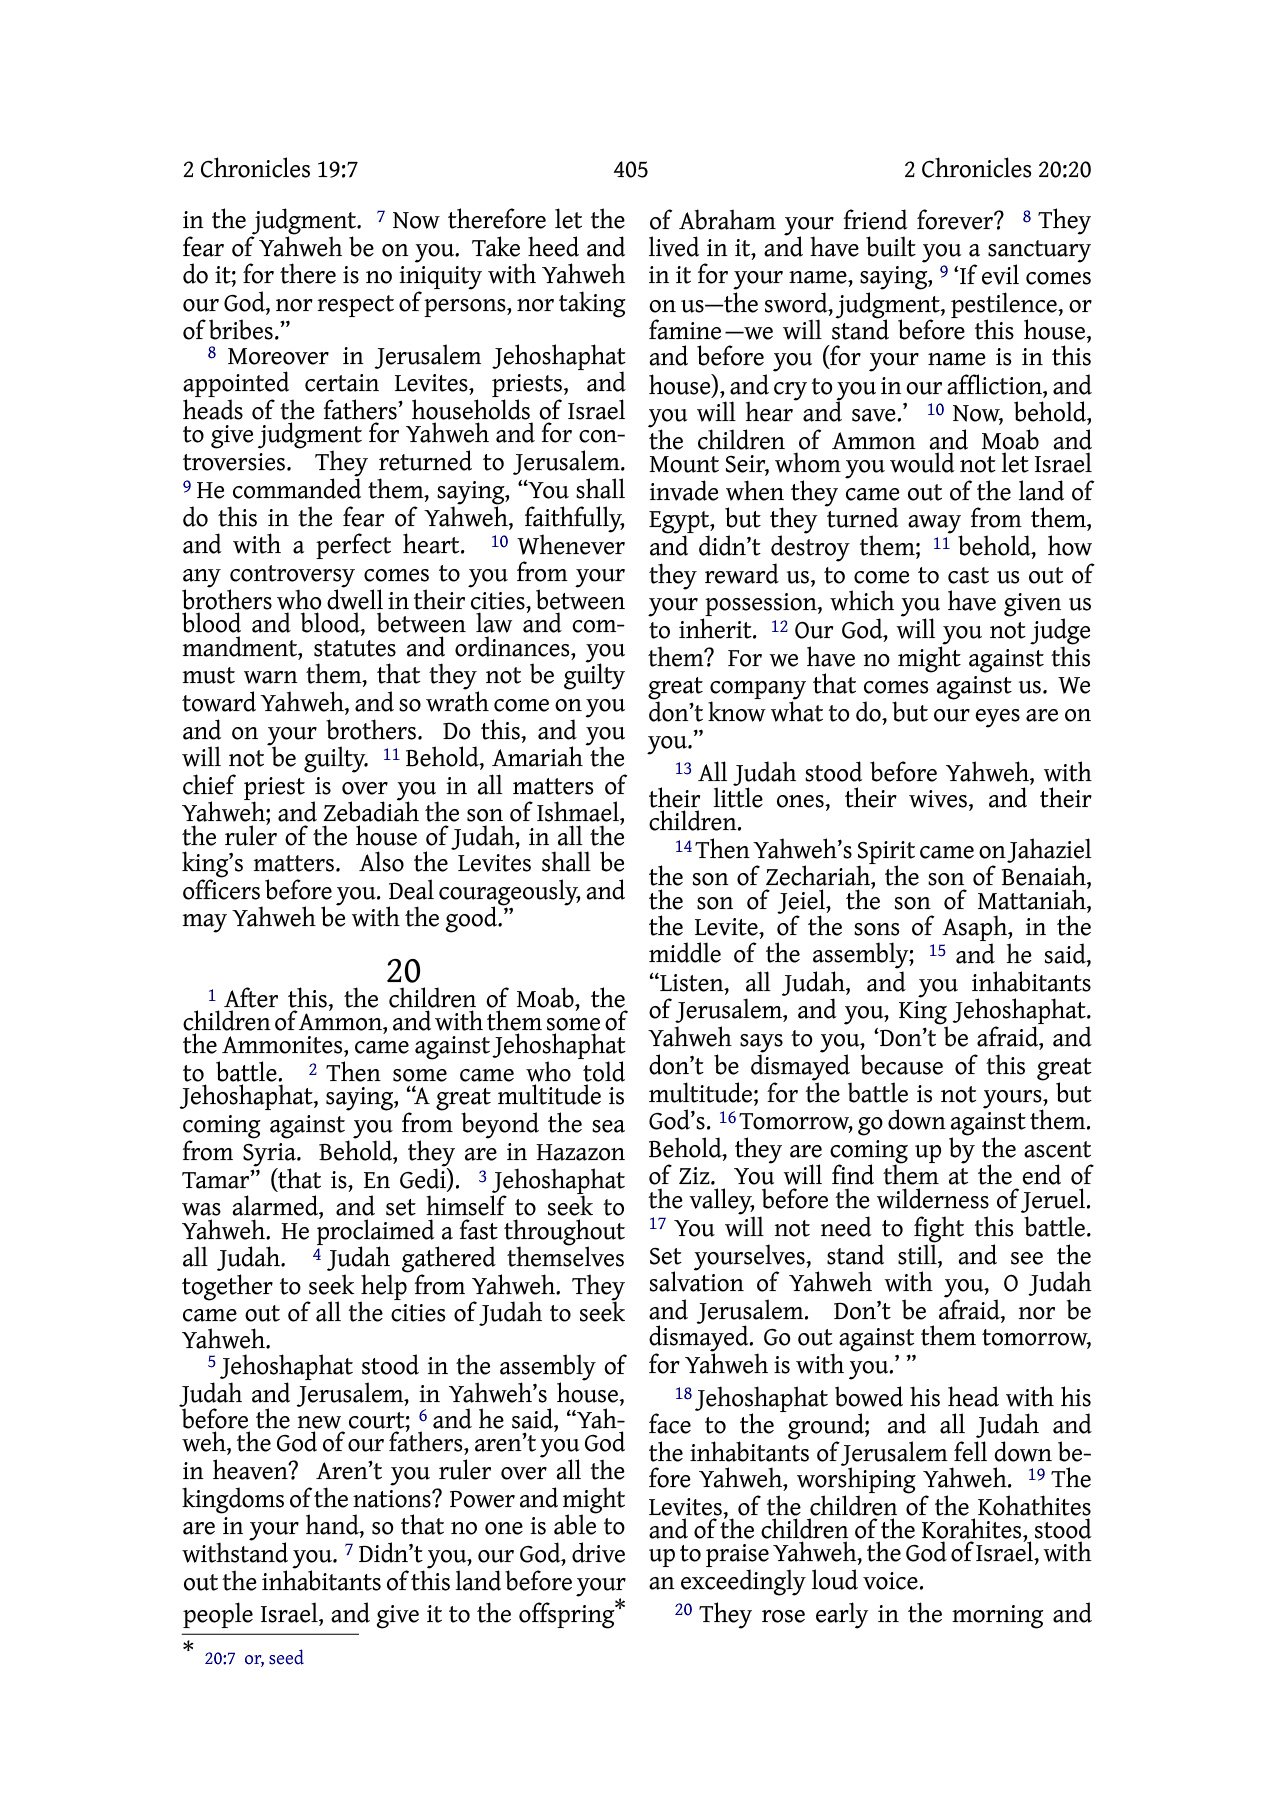 2 Chronicles 19:7
405
2 Chronicles 20:20
in the judgment. 7 Now therefore let the
fear of Yahweh be on you. Take heed and
do it; for there is no iniquity with Yahweh
our God, nor respect of persons, nor taking
of bribes.”
8 Moreover in Jerusalem Jehoshaphat
appointed certain Levites, priests, and
heads of the fathers’ households of Israel
to give judgment for Yahweh and for con-
troversies. They returned to Jerusalem.
9 He commanded them, saying, “You shall
do this in the fear of Yahweh, faithfully,
and with a perfect heart. 10 Whenever
any controversy comes to you from your
brothers who dwell in their cities, between
blood and blood, between law and com-
mandment, statutes and ordinances, you
must warn them, that they not be guilty
toward Yahweh, and so wrath come on you
and on your brothers. Do this, and you
will not be guilty. 11 Behold, Amariah the
chief priest is over you in all matters of
Yahweh; and Zebadiah the son of Ishmael,
the ruler of the house of Judah, in all the
king’s matters. Also the Levites shall be
officers before you. Deal courageously, and
may Yahweh be with the good.”
20
1 After this, the children of Moab, the
children of Ammon, and with them some of
the Ammonites, came against Jehoshaphat
to battle. 2 Then some came who told
Jehoshaphat, saying, “A great multitude is
coming against you from beyond the sea
from Syria. Behold, they are in Hazazon
Tamar” (that is, En Gedi). 3 Jehoshaphat
was alarmed, and set himself to seek to
Yahweh. He proclaimed a fast throughout
all Judah. 4 Judah gathered themselves
together to seek help from Yahweh. They
came out of all the cities of Judah to seek
Yahweh.
5 Jehoshaphat stood in the assembly of
Judah and Jerusalem, in Yahweh’s house,
before the new court; 6 and he said, “Yah-
weh, the God of our fathers, aren’t you God
in heaven? Aren’t you ruler over all the
kingdoms of the nations? Power and might
are in your hand, so that no one is able to
withstand you. 7 Didn’t you, our God, drive
out the inhabitants of this land before your
people Israel, and give it to the offspring*
* 20:7 or, seed
of Abraham your friend forever? 8 They
lived in it, and have built you a sanctuary
in it for your name, saying, 9 ‘If evil comes
on us—the sword, judgment, pestilence, or
famine—we will stand before this house,
and before you (for your name is in this
house), and cry to you in our affliction, and
you will hear and save.’ 10 Now, behold,
the children of Ammon and Moab and
Mount Seir, whom you would not let Israel
invade when they came out of the land of
Egypt, but they turned away from them,
and didn’t destroy them; 11 behold, how
they reward us, to come to cast us out of
your possession, which you have given us
to inherit. 12 Our God, will you not judge
them? For we have no might against this
great company that comes against us. We
don’t know what to do, but our eyes are on
you.”
13 All Judah stood before Yahweh, with
their little ones, their wives, and their
children.
14 Then Yahweh’s Spirit came on Jahaziel
the son of Zechariah, the son of Benaiah,
the son of Jeiel, the son of Mattaniah,
the Levite, of the sons of Asaph, in the
middle of the assembly; 15 and he said,
“Listen, all Judah, and you inhabitants
of Jerusalem, and you, King Jehoshaphat.
Yahweh says to you, ‘Don’t be afraid, and
don’t be dismayed because of this great
multitude; for the battle is not yours, but
God’s. 16 Tomorrow, go down against them.
Behold, they are coming up by the ascent
of Ziz. You will find them at the end of
the valley, before the wilderness of Jeruel.
17 You will not need to fight this battle.
Set yourselves, stand still, and see the
salvation of Yahweh with you, O Judah
and Jerusalem. Don’t be afraid, nor be
dismayed. Go out against them tomorrow,
for Yahweh is with you.’ ”
18 Jehoshaphat bowed his head with his
face to the ground; and all Judah and
the inhabitants of Jerusalem fell down be-
fore Yahweh, worshiping Yahweh. 19 The
Levites, of the children of the Kohathites
and of the children of the Korahites, stood
up to praise Yahweh, the God of Israel, with
an exceedingly loud voice.
20 They rose early in the morning and